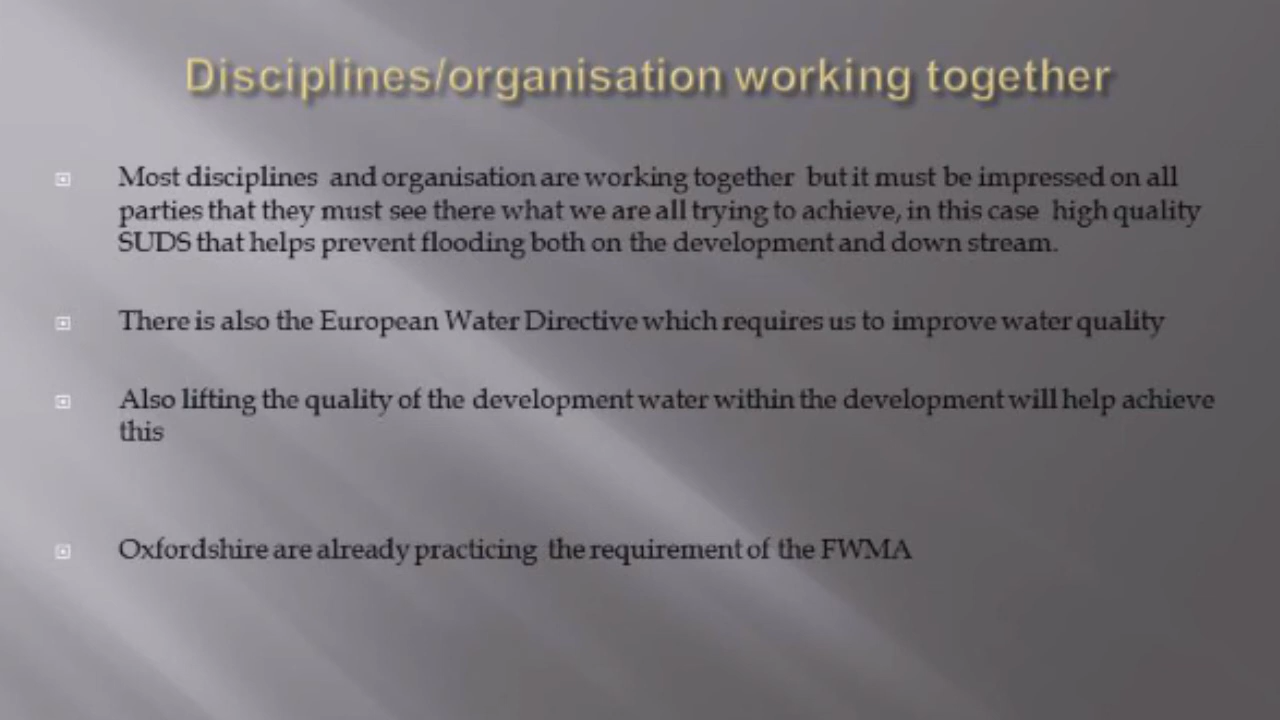 Disciplines/organisation working together
Most disciplines and organisation are working together but it must be impressed on all
parties that they must see there what we are all trying to achieve, in this case high quality
SUDS that helps prevent flooding both on the development and down stream.
There is also the European Water Directive which requires us to improve water quality
Also lifting the quality of the development water within the development will help achieve
this
Oxfordshire are already practicing the requirement of the FWMA